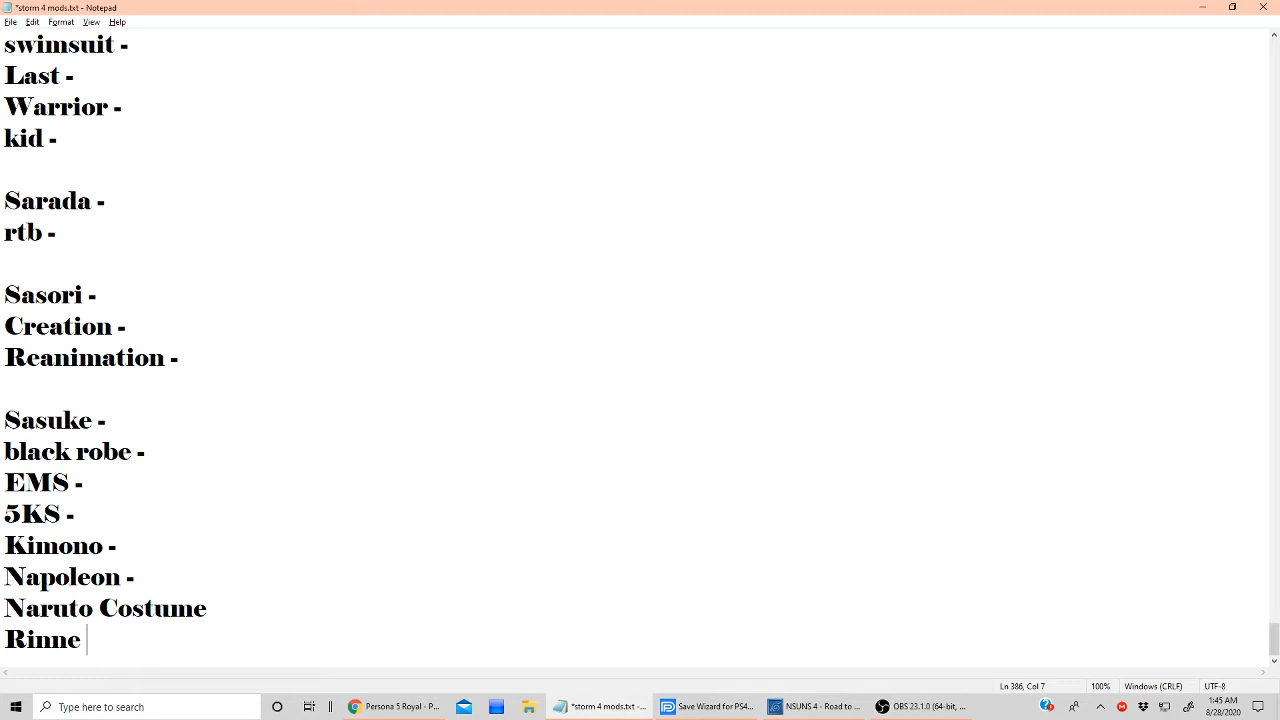 *storm 4 mods.txt - Notepad
File Edit Format View Help
swimsuit -
Last -
Warrior -
kid -
Sarada -
rtb -
Sasori -
Creation -
Reanimation -
Sasuke -
black robe -
EMS -
5KS -
Kimono -
Napoleon -
Naruto Costume
Rinne
Ln 386, Col 7 100% Windows (CRLF) UTF-8
Type here to search
Persona 5 Royal - P...
*storm 4 mods.txt -...
Save Wizard for PS4...
NSUNS 4 - Road to ...
OBS 23.1.0 (64-bit, ...
1:45 AM
8/28/2020